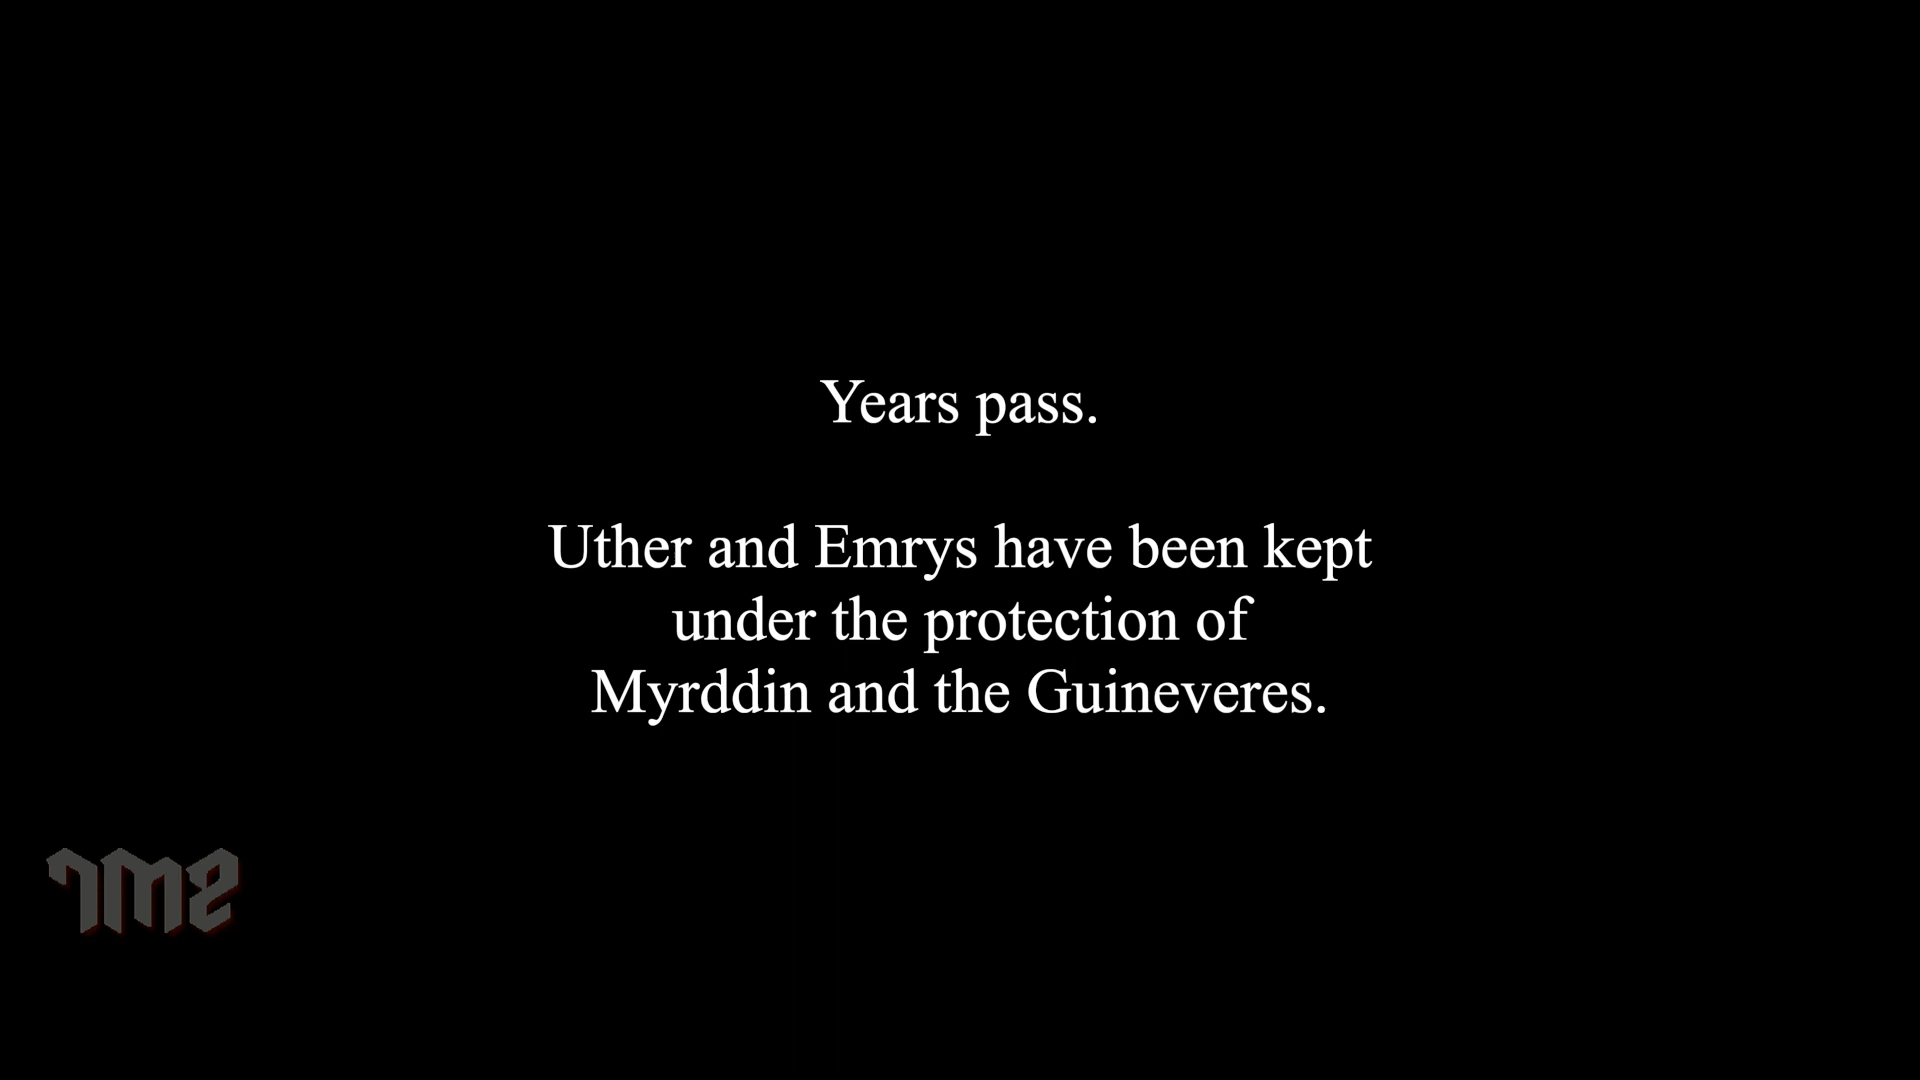 Years pass.
Uther and Emrys have been kept
under the protection of
Myrddin and the Guineveres.